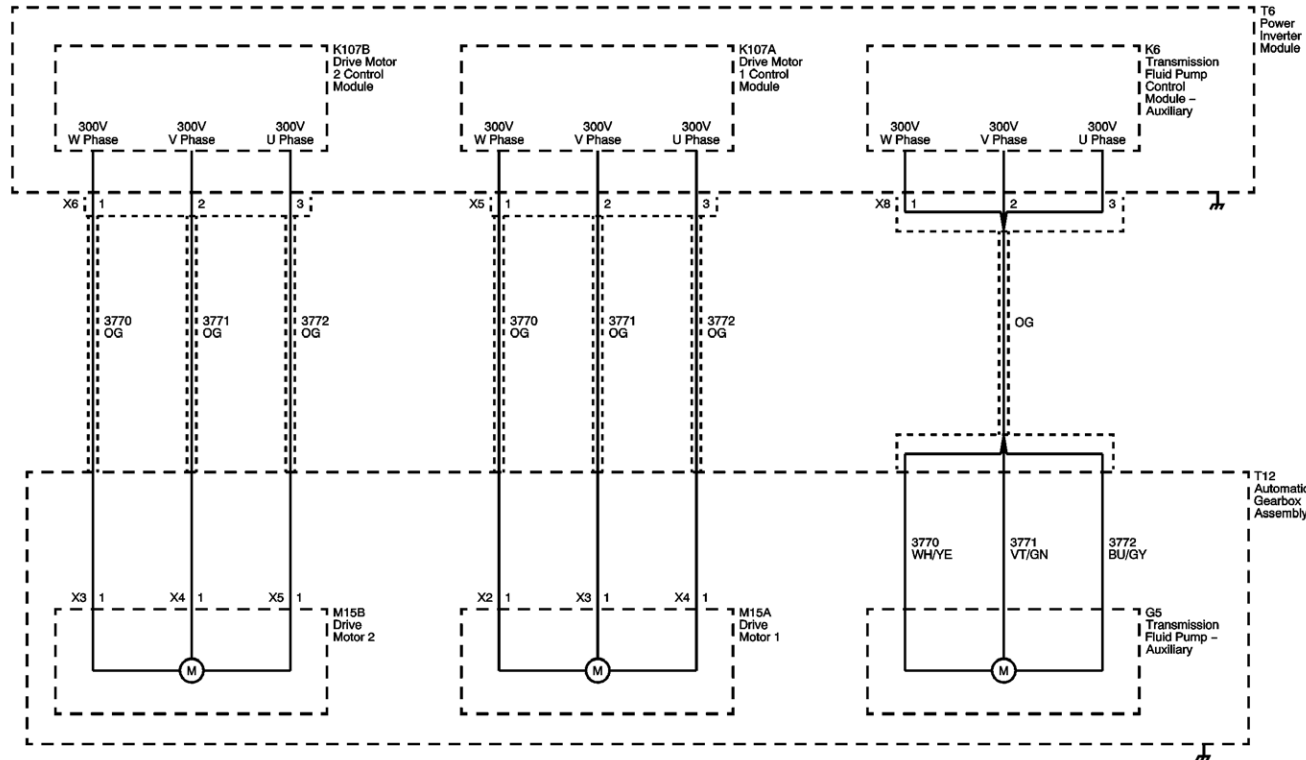 T6
Power
Inverter
Module
K107B
Drive Motor
2 Control
Module
300V
W Phase
300V
V Phase
300V
U Phase
K107A
Drive Motor
1 Control
Module
300V
W Phase
300V
V Phase
300V
U Phase
K6
Transmission
Fluid Pump
Control
Module –
Auxiliary
300V
W Phase
300V
V Phase
300V
U Phase
X6 1 2 3
X5 1 2 3
X8 1 2 3
3770
OG
3771
OG
3772
OG
3770
OG
3771
OG
3772
OG
OG
T12
Automatic
Gearbox
Assembly
3770
WH/YE
3771
VT/GN
3772
BU/GY
X3 1 X4 1 X5 1
M15B
Drive
Motor 2
M
X2 1 X3 1 X4 1
M15A
Drive
Motor 1
M
G5
Transmission
Fluid Pump –
Auxiliary
M